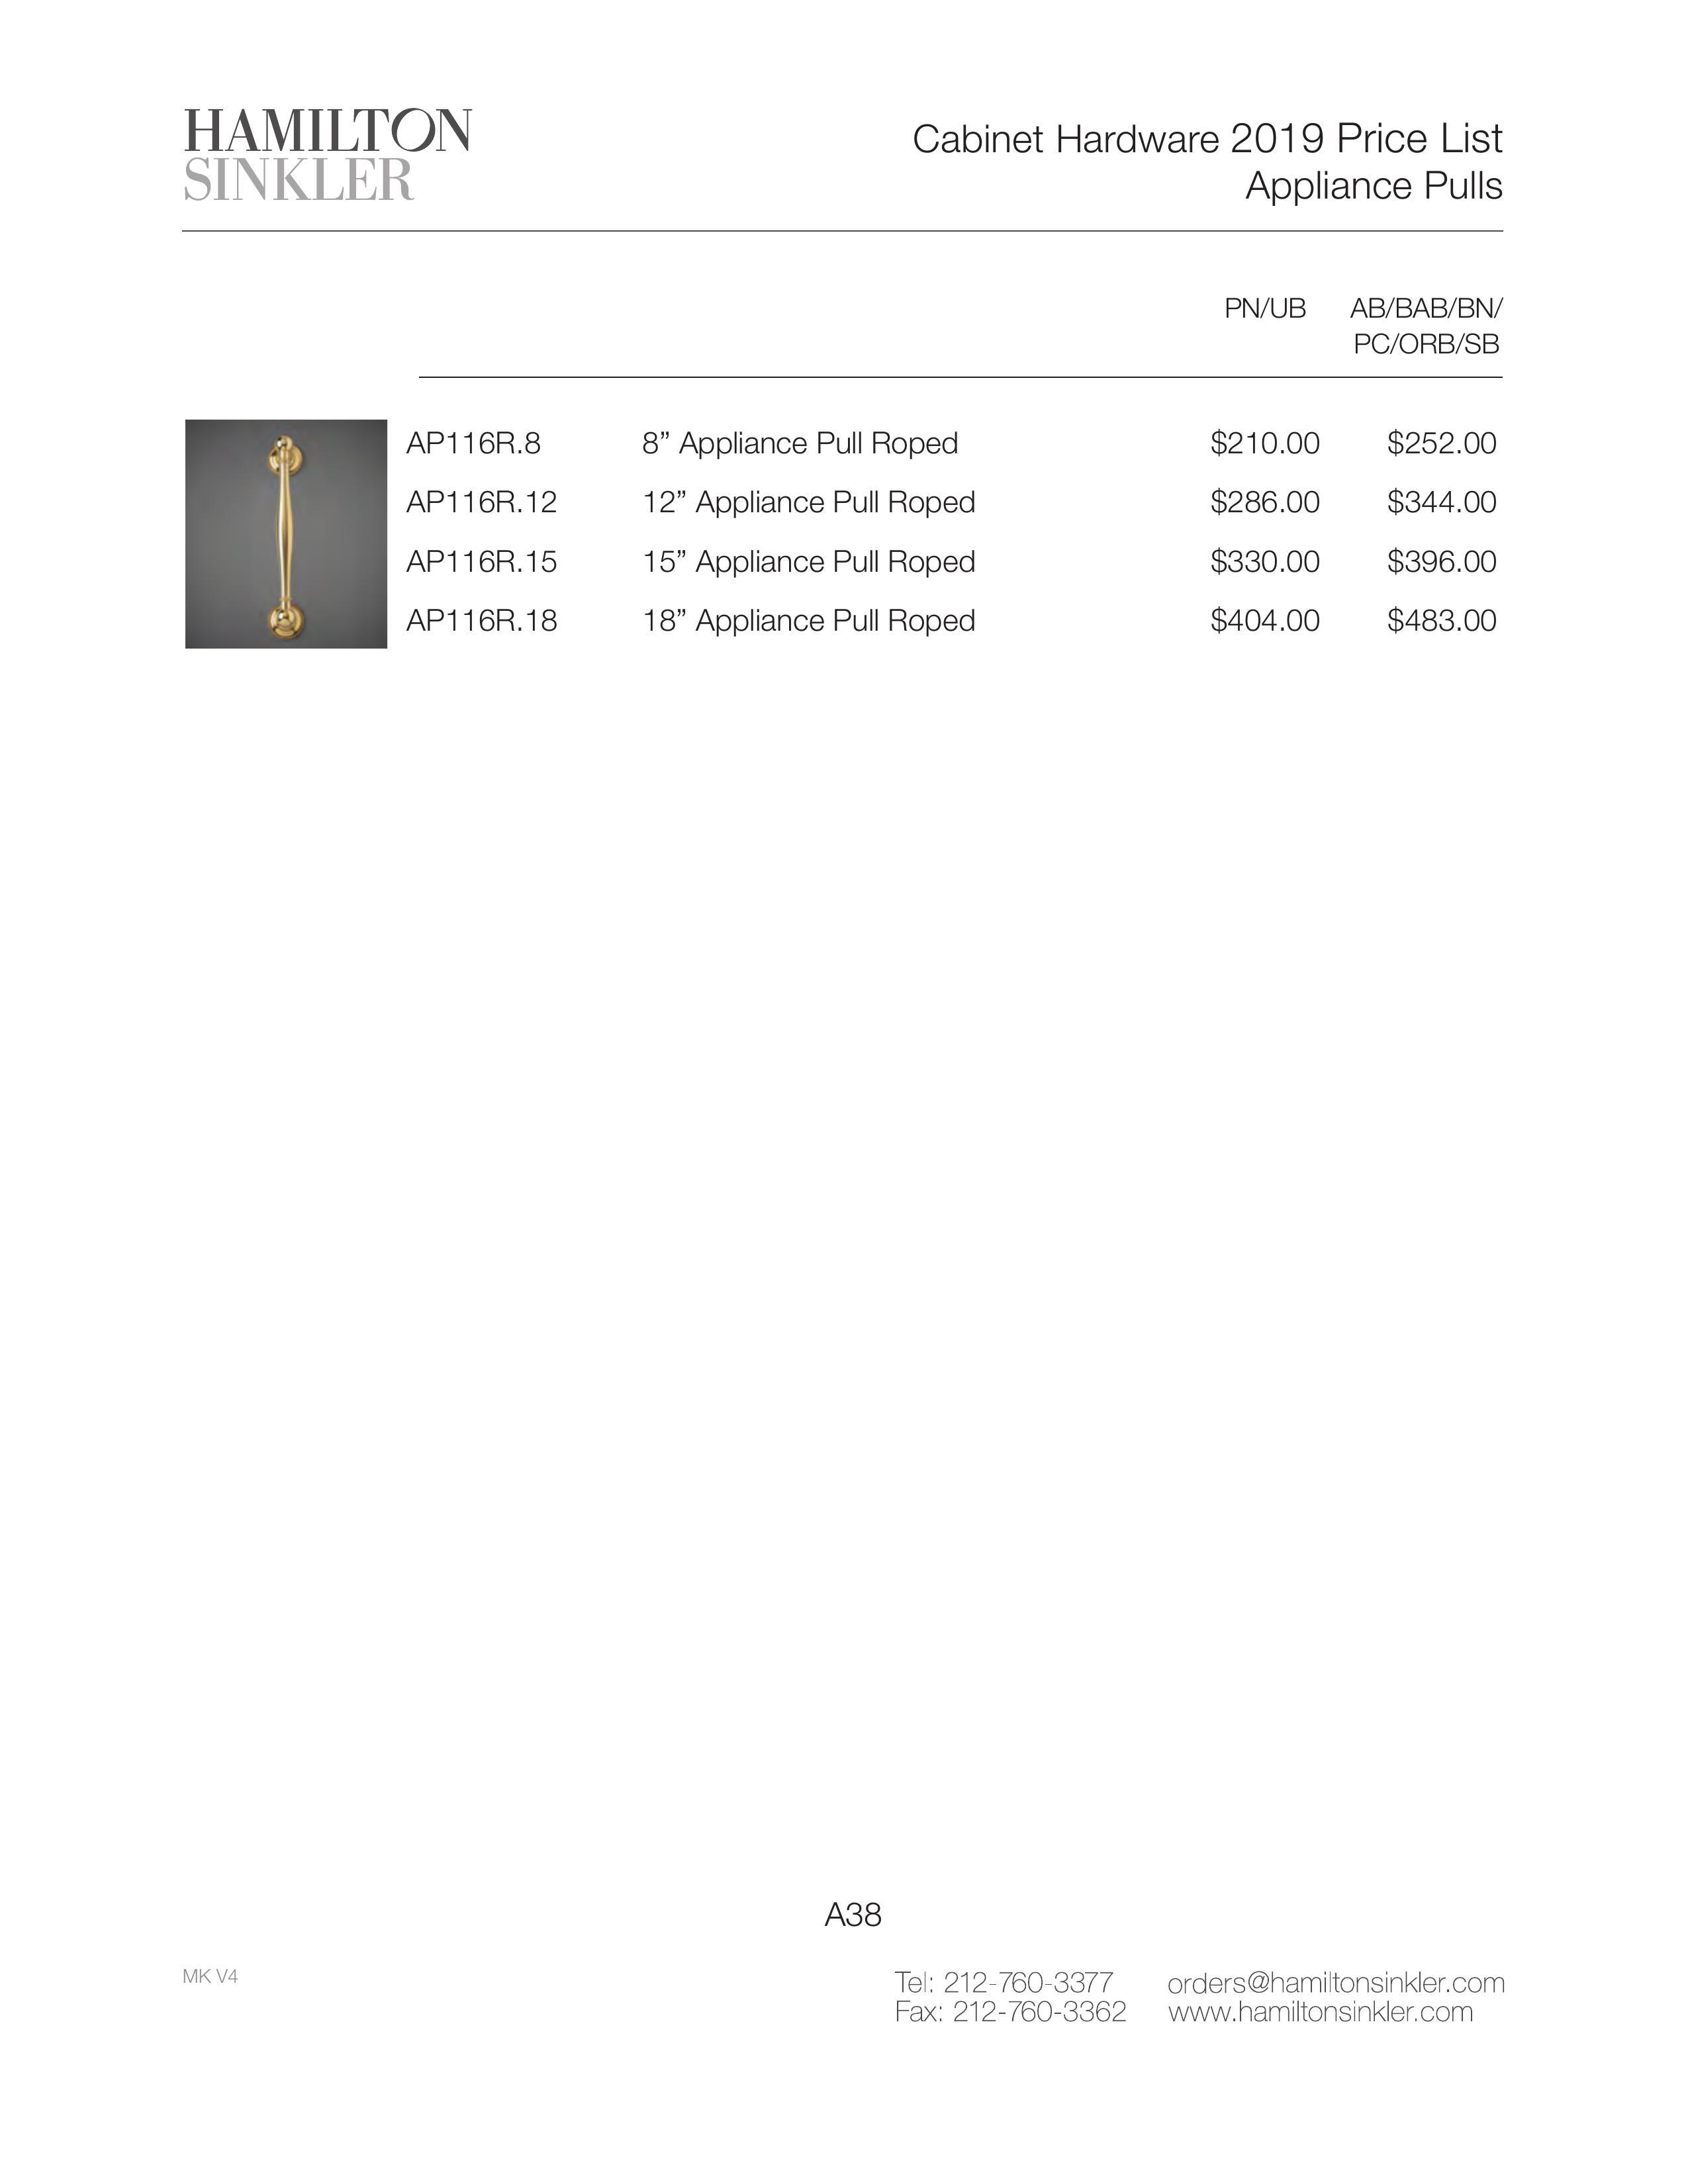 HAMILTON
SINKLER
Cabinet Hardware 2019 Price List
Appliance Pulls
PN/UB AB/BAB/BN/
PC/ORB/SB
AP116R.8 8” Appliance Pull Roped $210.00 $252.00
AP116R.12 12” Appliance Pull Roped $286.00 $344.00
AP116R.15 15” Appliance Pull Roped $330.00 $396.00
AP116R.18 18” Appliance Pull Roped $404.00 $483.00
A38
MK V4
Tel: 212-760-3377 orders@hamiltonsinkler.com
Fax: 212-760-3362 www.hamiltonsinkler.com